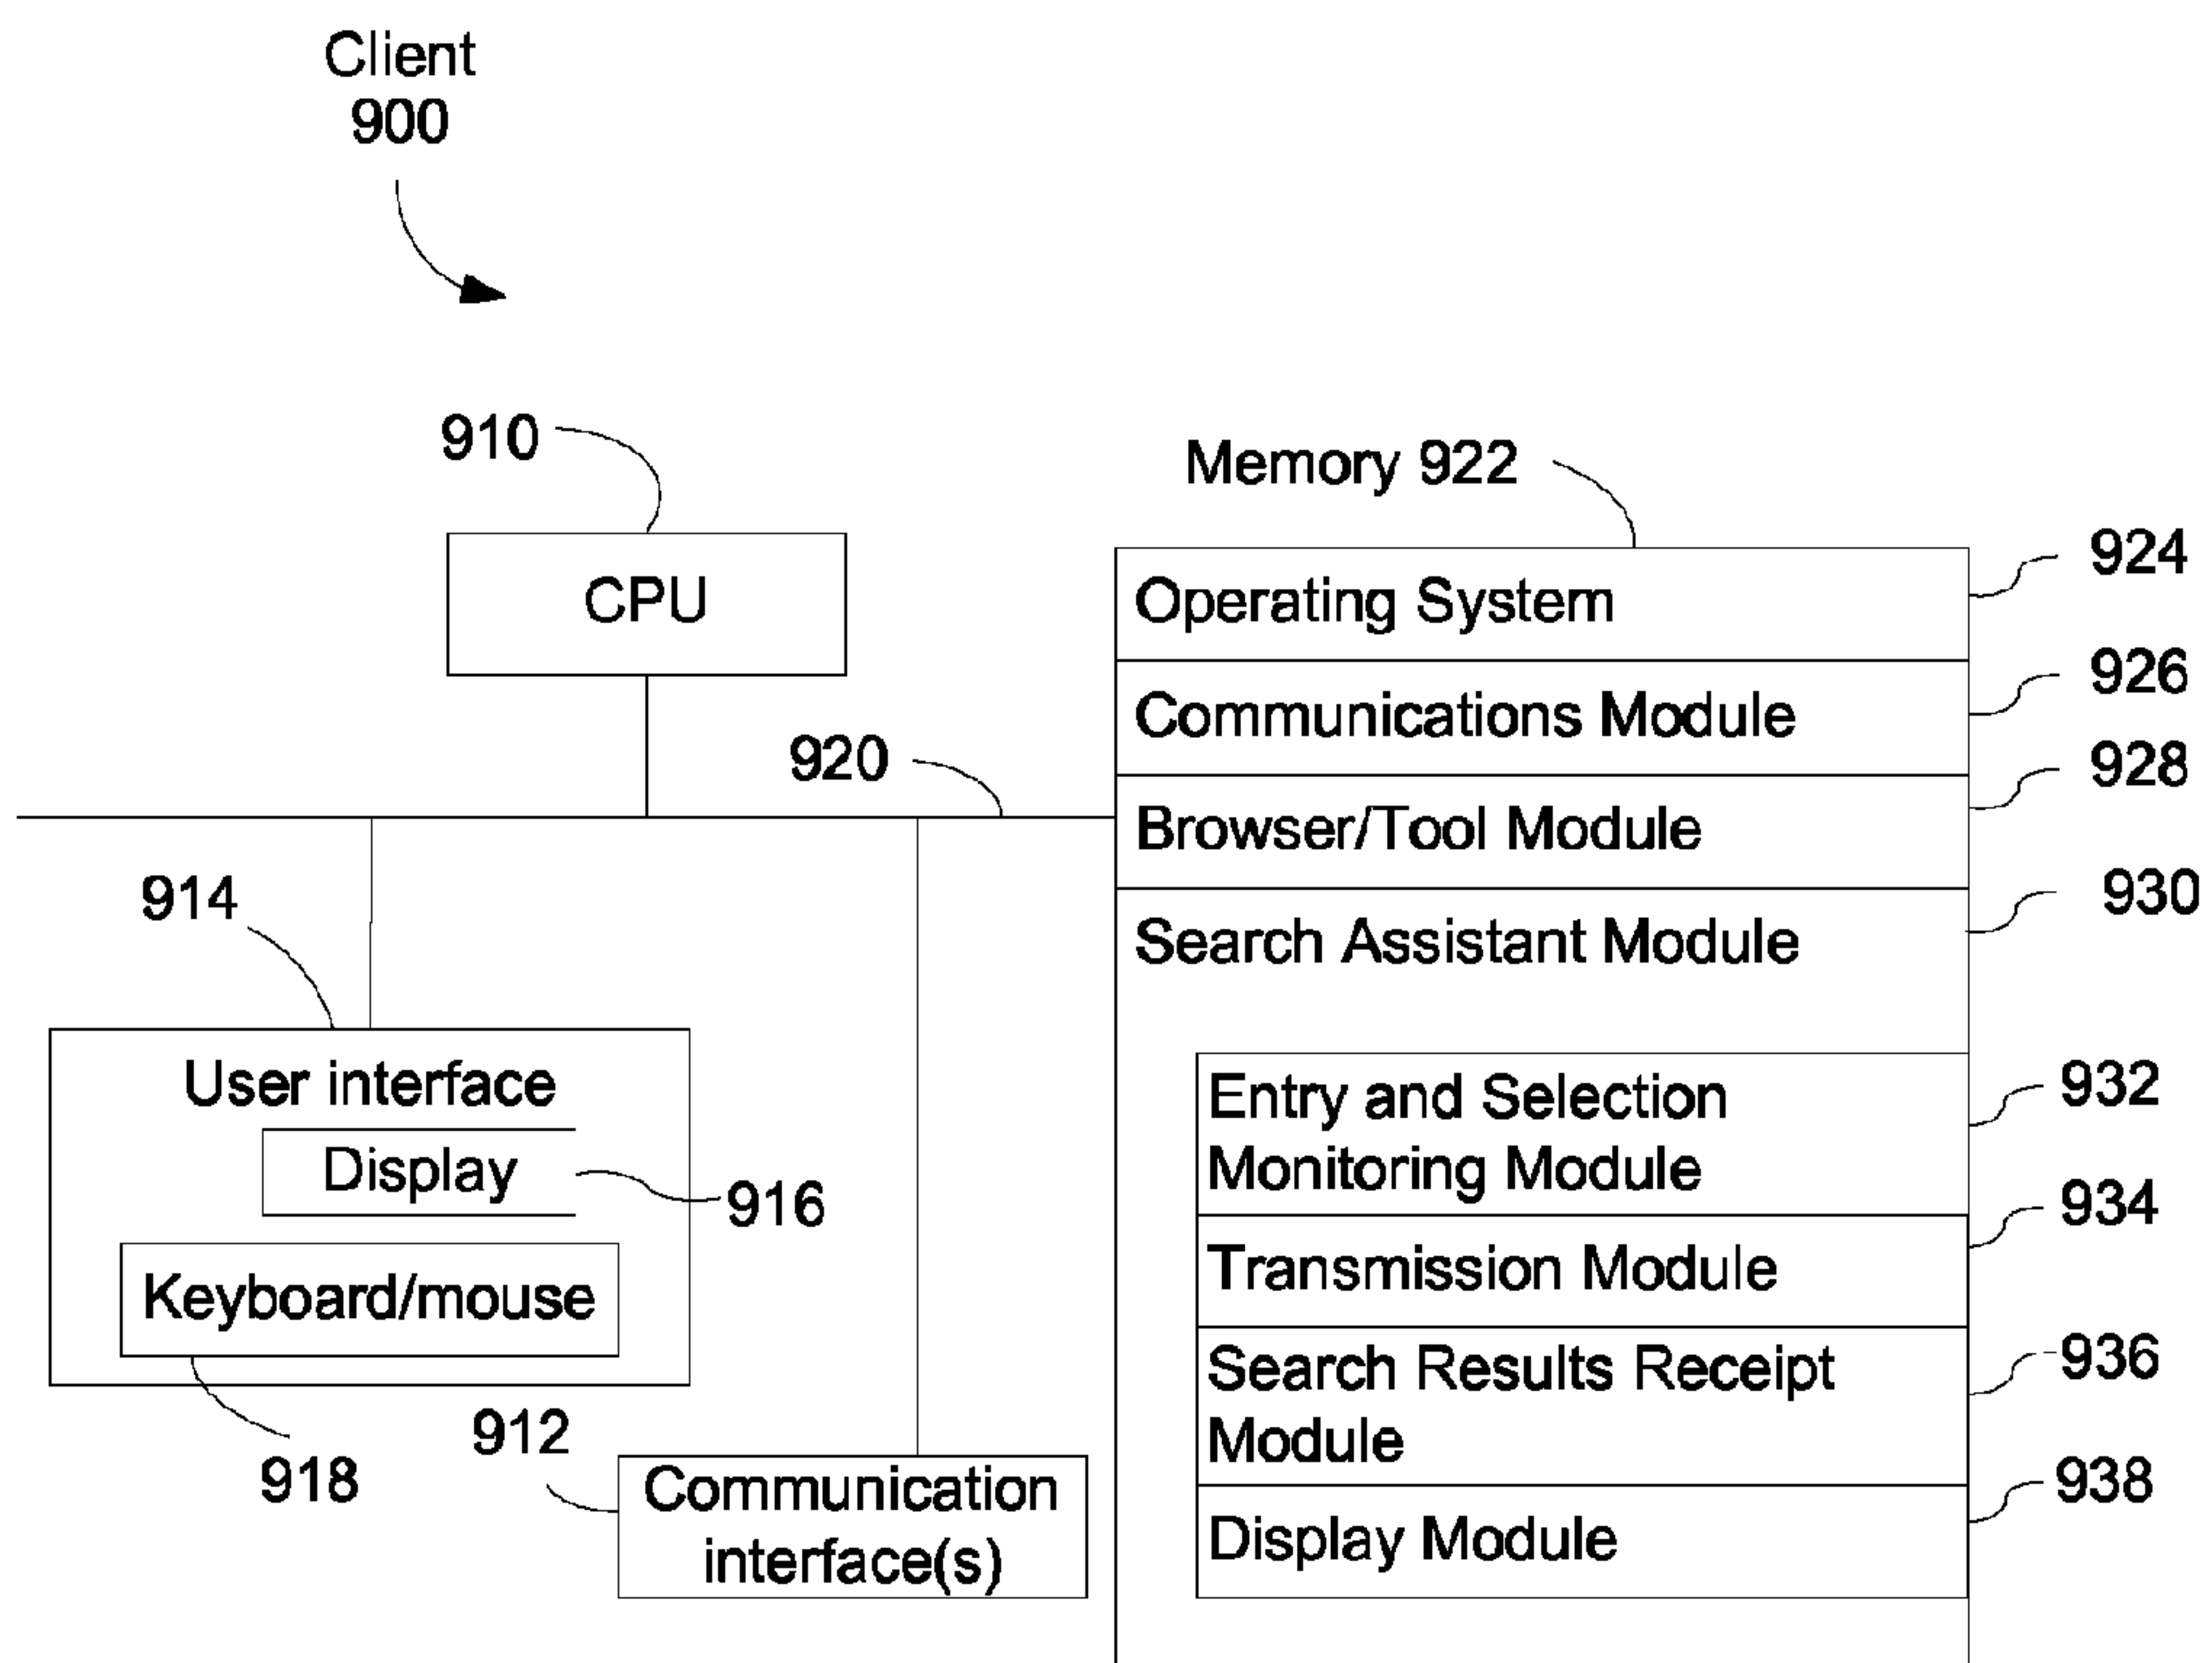 Client
900
910
CPU
920
914
User interface
Display
916
Keyboard/mouse
918
912
Communication
interface(s)
Memory 922
Operating System
924
Communications Module
926
Browser/Tool Module
928
Search Assistant Module
930
Entry and Selection
Monitoring Module
932
Transmission Module
934
Search Results Receipt
Module
936
Display Module
938